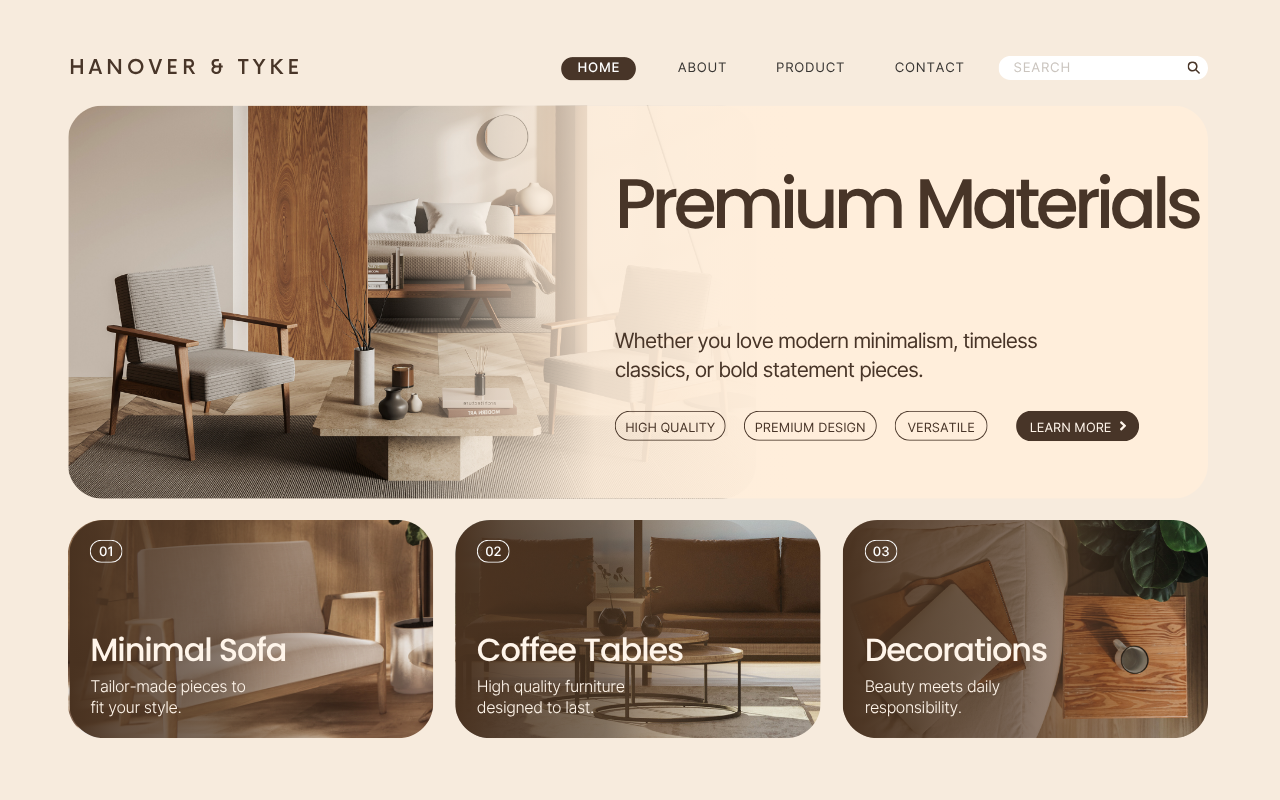 HANOVER & TYKE
HOME
ABOUT
PRODUCT
CONTACT
SEARCH
Premium Materials
Whether you love modern minimalism, timeless
classics, or bold statement pieces.
HIGH QUALITY
PREMIUM DESIGN
VERSATILE
LEARN MORE
01
Minimal Sofa
Tailor-made pieces to
fit your style.
02
Coffee Tables
High quality furniture
designed to last.
03
Decorations
Beauty meets daily
responsibility.